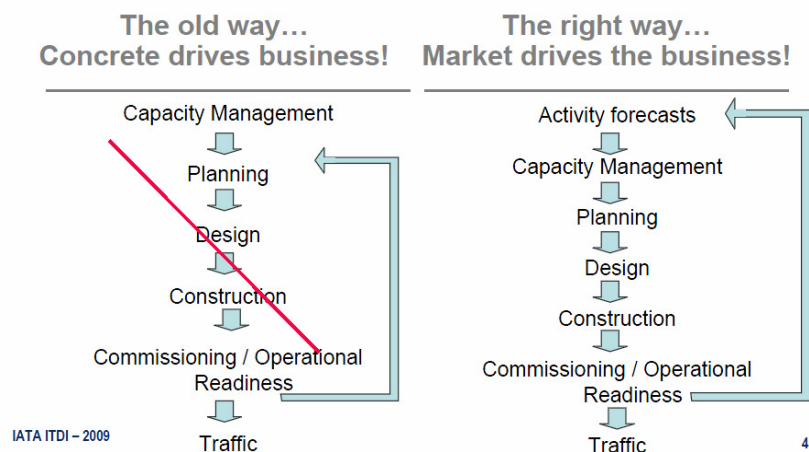 The old way…
Concrete drives business!
Capacity Management
Planning
Design
Construction
Commissioning / Operational
Readiness
Traffic
The right way…
Market drives the business!
Activity forecasts
Capacity Management
Planning
Design
Construction
Commissioning / Operational
Readiness
Traffic
IATA ITDI – 2009
4